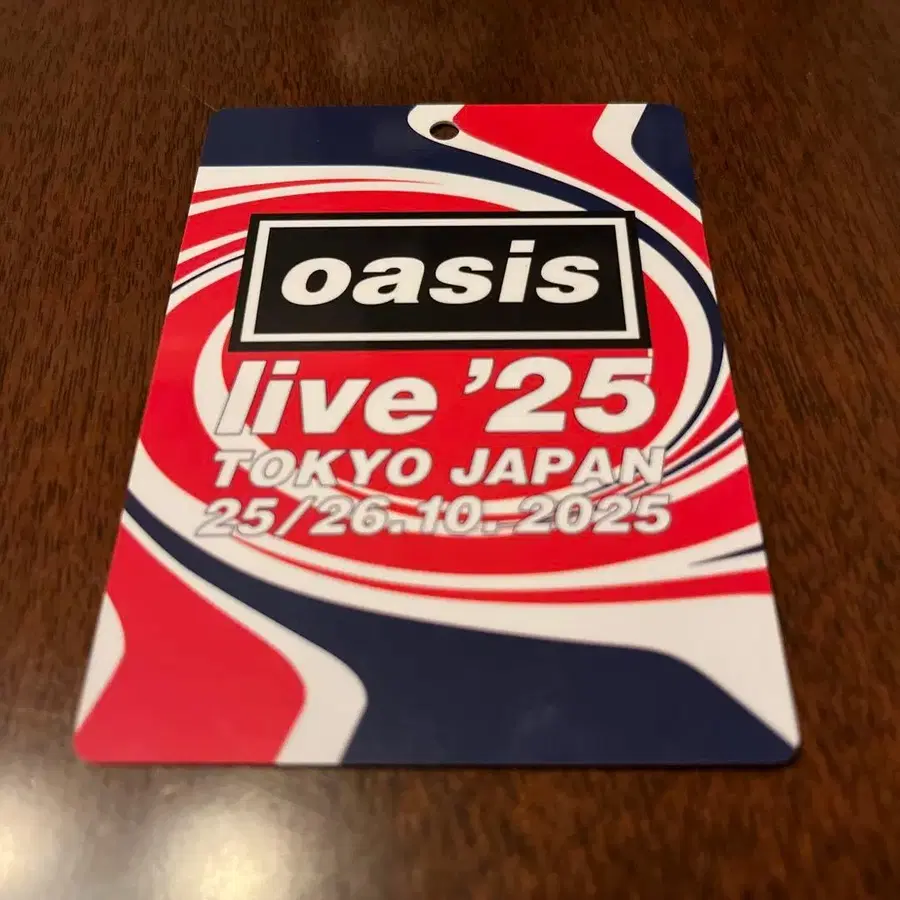 oasis
live '25
TOKYO JAPAN
25/26.10.2025